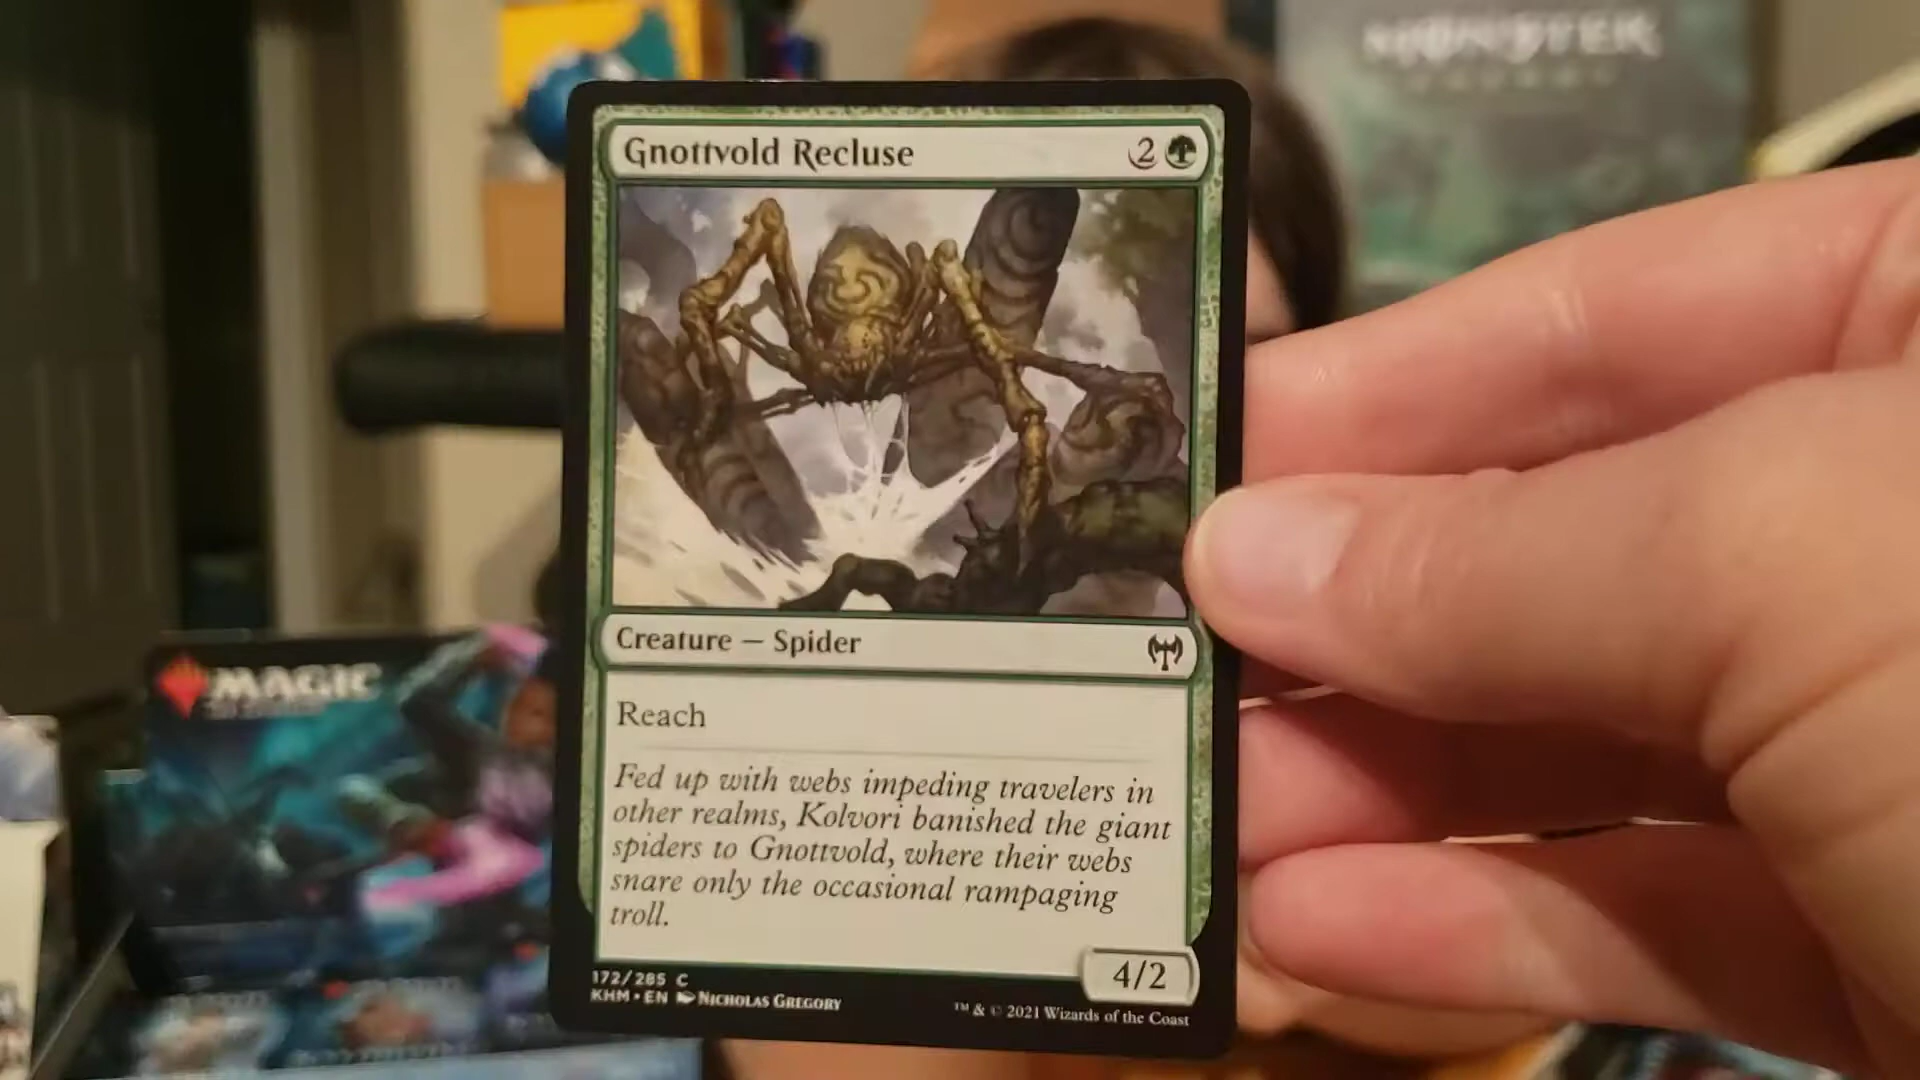 MONSTER
Gnottvold Recluse 2
Creature — Spider
Reach
Fed up with webs impeding travelers in
other realms, Kolvori banished the giant
spiders to Gnottvold, where their webs
snare only the occasional rampaging
troll.
4/2
172/285 C
KHM • EN Nicholas Gregory
™ & © 2021 Wizards of the Coast
MAGIC